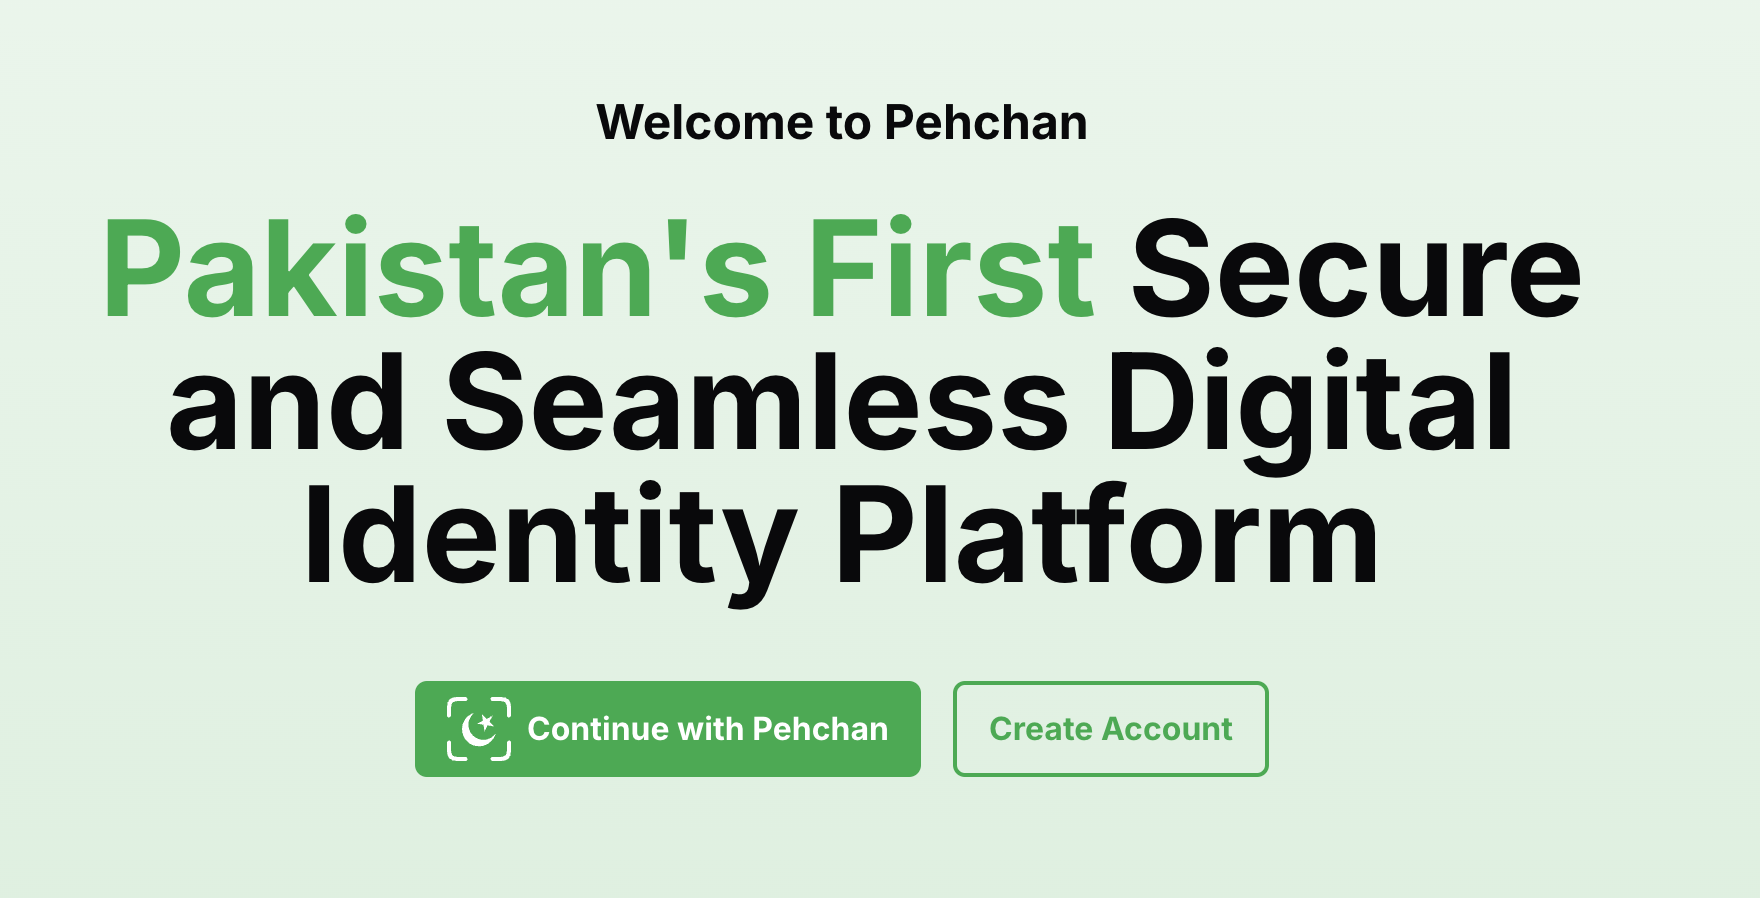 Welcome to Pehchan
Pakistan's First Secure
and Seamless Digital
Identity Platform
Continue with Pehchan
Create Account